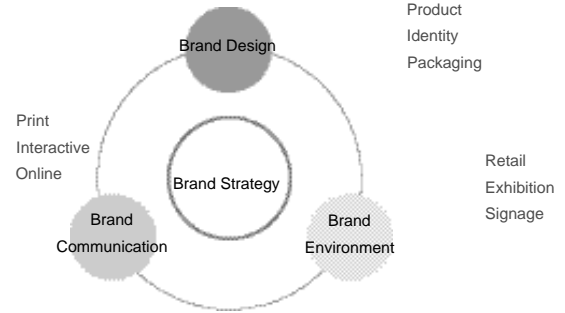 Product
Identity
Packaging
Brand Design
Print
Interactive
Online
Brand Strategy
Retail
Exhibition
Signage
Brand
Communication
Brand
Environment